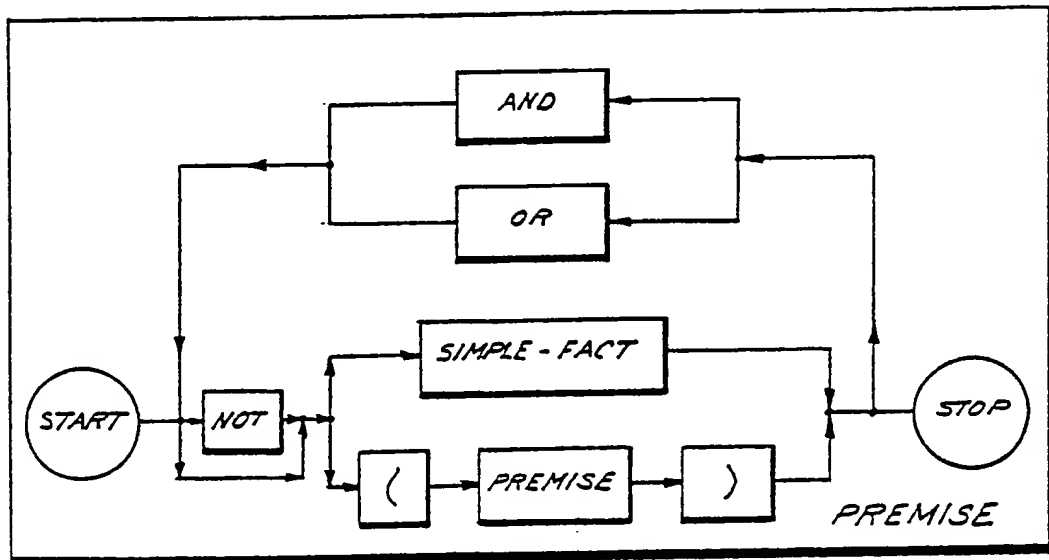 AND
OR
SIMPLE - FACT
START
NOT
STOP
(
PREMISE
)
PREMISE